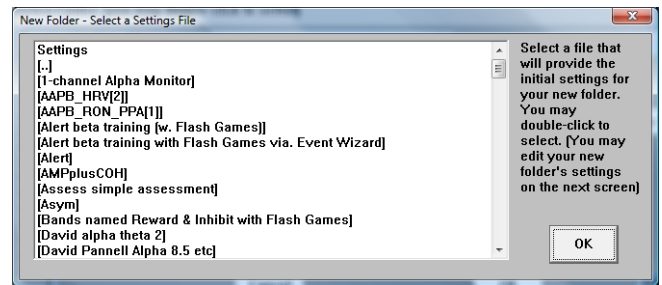 New Folder - Select a Settings File
Settings
[..]
[1-channel Alpha Monitor]
[AAPB_HRV[2]]
[AAPB_RON_PPA[1]]
[Alert beta training (w. Flash Games)]
[Alert beta training with Flash Games via. Event Wizard]
[Alert]
[AMPplusCOH]
[Assess simple assessment]
[Asym]
[Bands named Reward & Inhibit with Flash Games]
[David alpha theta 2]
[David Pannell Alpha 8.5 etc]
Select a file that
will provide the
initial settings for
your new folder.
You may
double-click to
select. (You may
edit your new
folder's settings
on the next screen)
OK